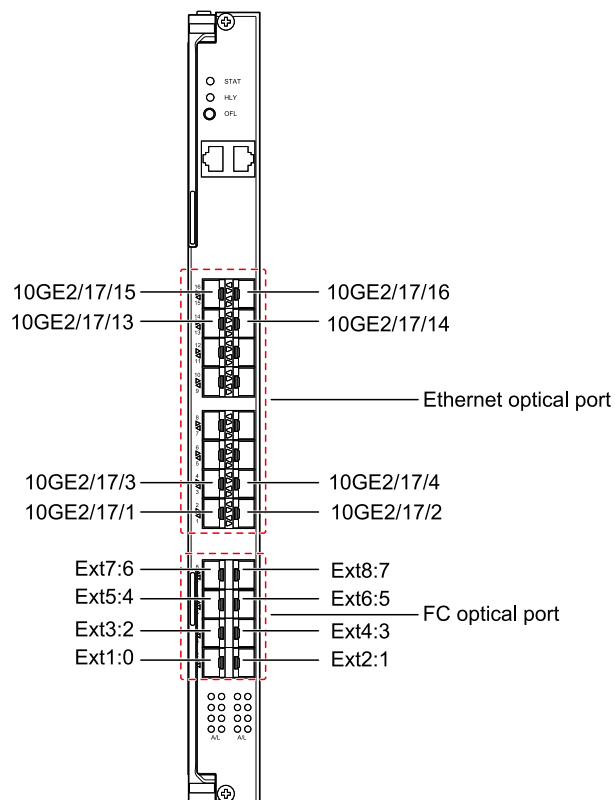 STAT
HLY
OFL
10GE2/17/15
10GE2/17/16
10GE2/17/13
10GE2/17/14
Ethernet optical port
10GE2/17/3
10GE2/17/4
10GE2/17/1
10GE2/17/2
Ext7:6
Ext8:7
Ext5:4
Ext6:5
FC optical port
Ext3:2
Ext4:3
Ext1:0
Ext2:1
A/L
A/L